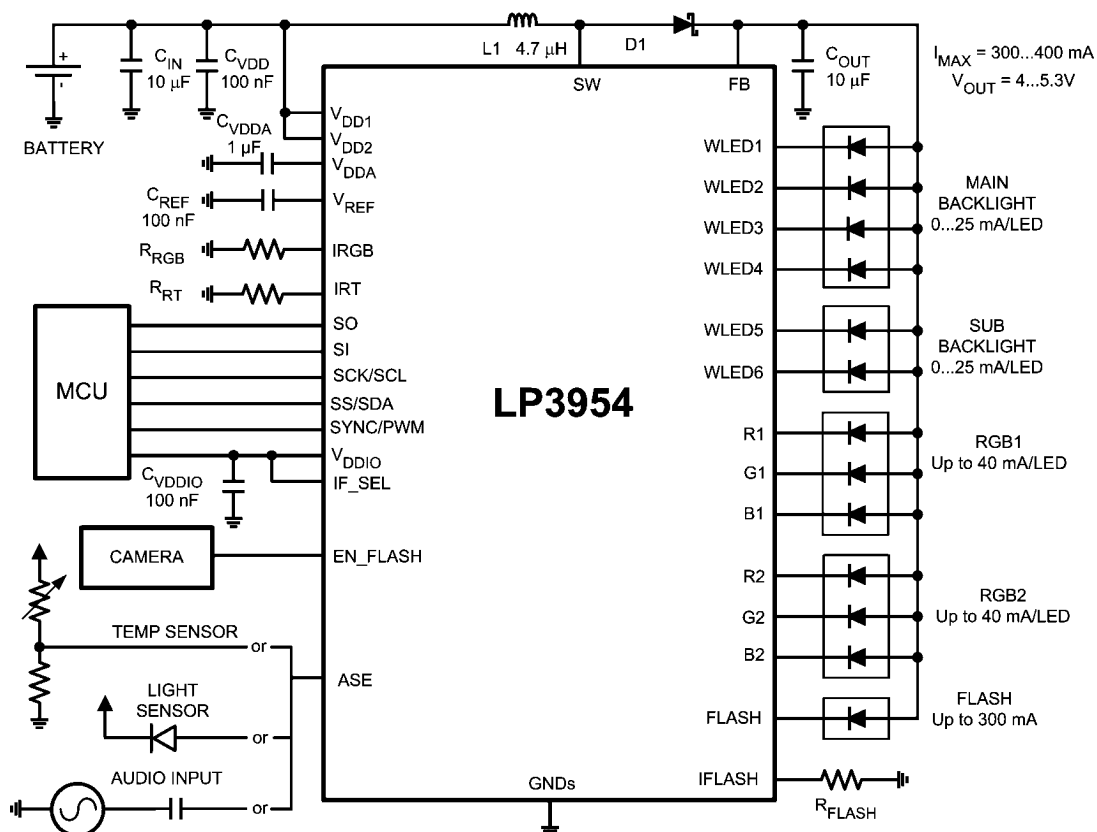 L1 4.7 µH
D1
+
-
BATTERY
C_IN
10 µF
C_VDD
100 nF
SW
FB
C_OUT
10 µF
I_MAX = 300...400 mA
V_OUT = 4...5.3V
C_VDDA
1 µF
C_REF
100 nF
R_RGB
R_RT
V_DD1
V_DD2
V_DDA
V_REF
IRGB
IRT
MCU
SO
SI
SCK/SCL
SS/SDA
SYNC/PWM
V_DDIO
IF_SEL
C_VDDIO
100 nF
CAMERA
EN_FLASH
TEMP SENSOR
or
LIGHT
SENSOR
or
AUDIO INPUT
or
ASE
LP3954
GNDs
WLED1
WLED2
WLED3
WLED4
MAIN
BACKLIGHT
0...25 mA/LED
WLED5
WLED6
SUB
BACKLIGHT
0...25 mA/LED
R1
G1
B1
RGB1
Up to 40 mA/LED
R2
G2
B2
RGB2
Up to 40 mA/LED
FLASH
FLASH
Up to 300 mA
IFLASH
R_FLASH